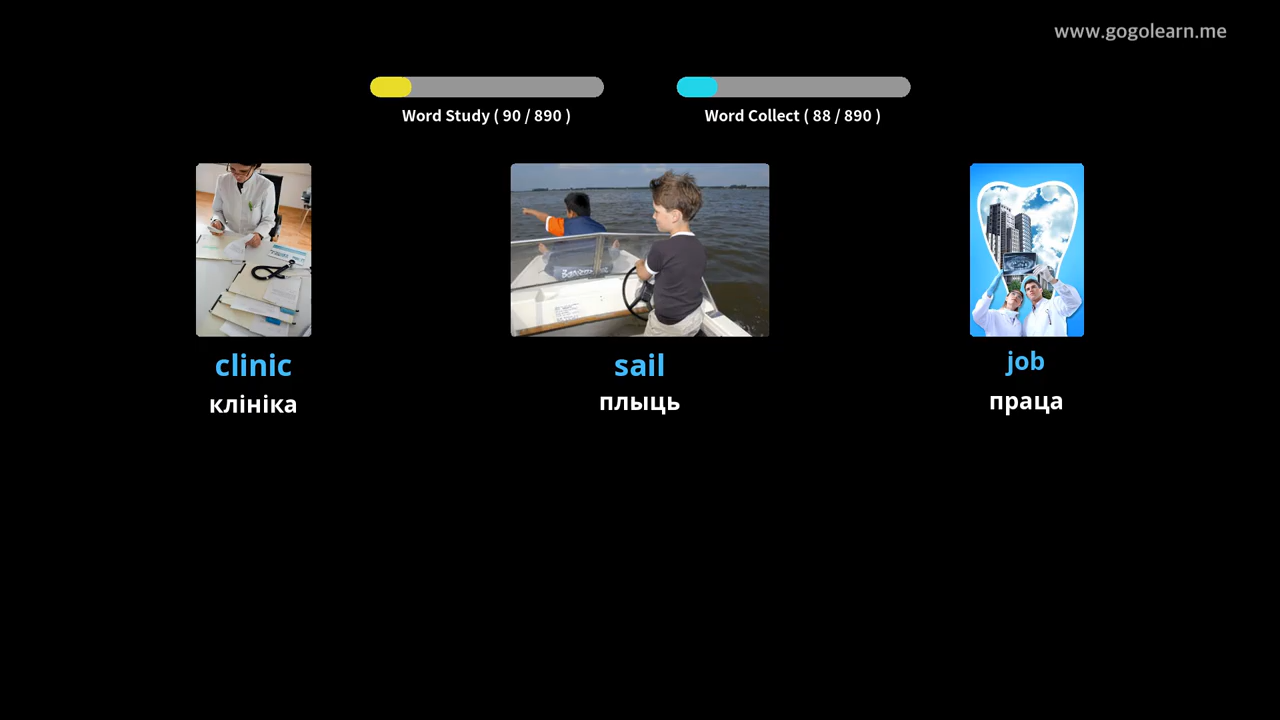 www.gogolearn.me
Word Study ( 90 / 890 )
Word Collect ( 88 / 890 )
clinic
sail
job
клініка
плыць
праца